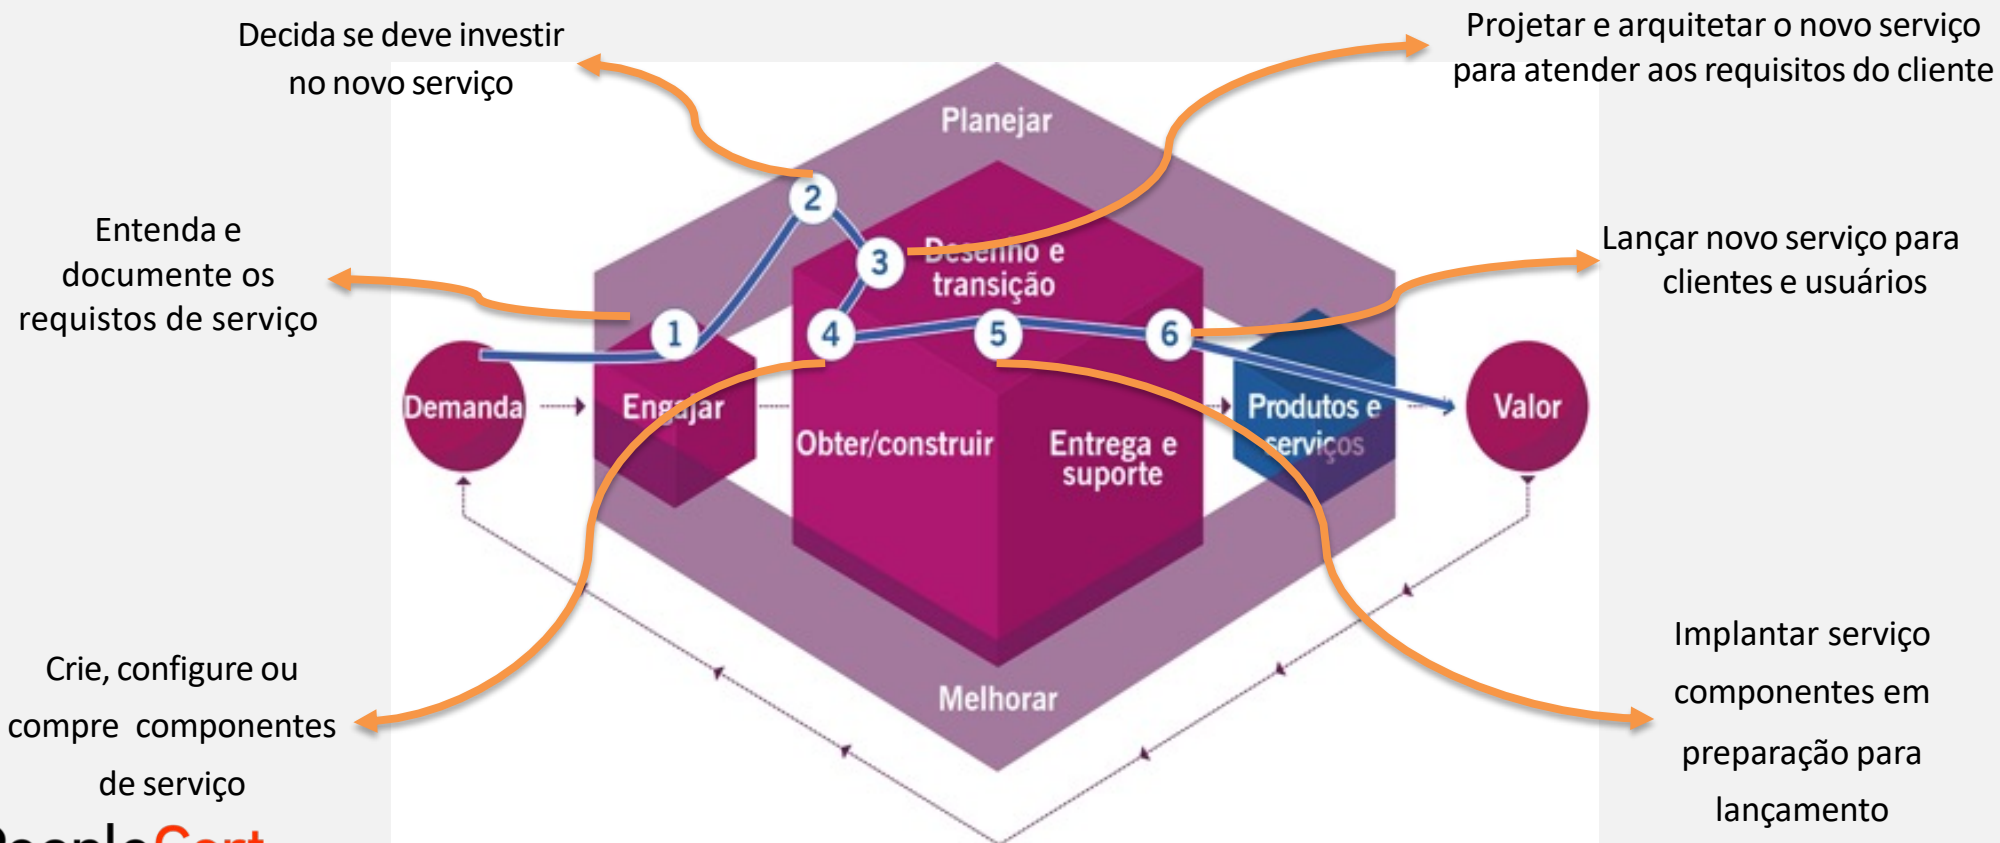 Decida se deve investir
no novo serviço
Projetar e arquitetar o novo serviço
para atender aos requisitos do cliente
Planejar
2
Entenda e
documente os
requistos de serviço
3
Desenho e
transição
Lançar novo serviço para
clientes e usuários
1
4
5
6
Demanda
Engajar
Obter/construir
Entrega e
suporte
Produtos e
serviços
Valor
Crie, configure ou
compre componentes
de serviço
Melhorar
Implantar serviço
componentes em
preparação para
lançamento
PeopleCert